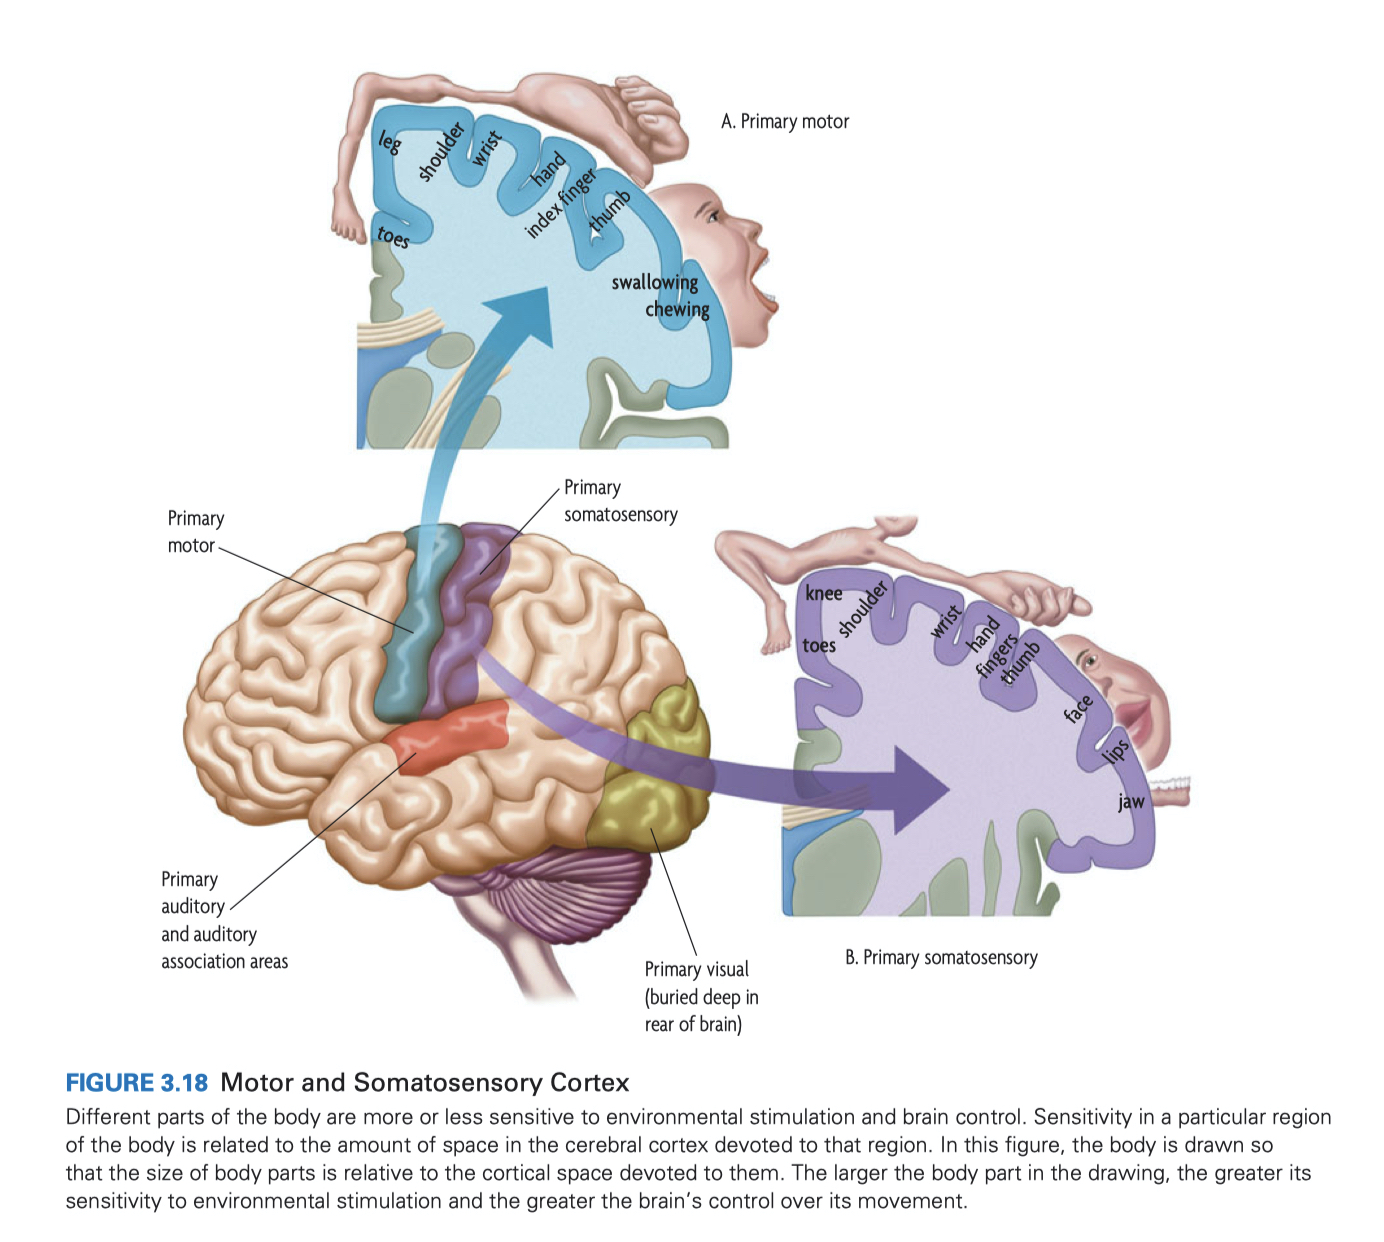 A. Primary motor
leg
shoulder
wrist
hand
index finger
thumb
toes
swallowing
chewing
Primary
motor
Primary
somatosensory
knee
shoulder
wrist
hand
fingers
thumb
toes
face
lips
jaw
Primary
auditory
and auditory
association areas
Primary visual
(buried deep in
rear of brain)
B. Primary somatosensory
FIGURE 3.18 Motor and Somatosensory Cortex
Different parts of the body are more or less sensitive to environmental stimulation and brain control. Sensitivity in a particular region
of the body is related to the amount of space in the cerebral cortex devoted to that region. In this figure, the body is drawn so
that the size of body parts is relative to the cortical space devoted to them. The larger the body part in the drawing, the greater its
sensitivity to environmental stimulation and the greater the brain’s control over its movement.